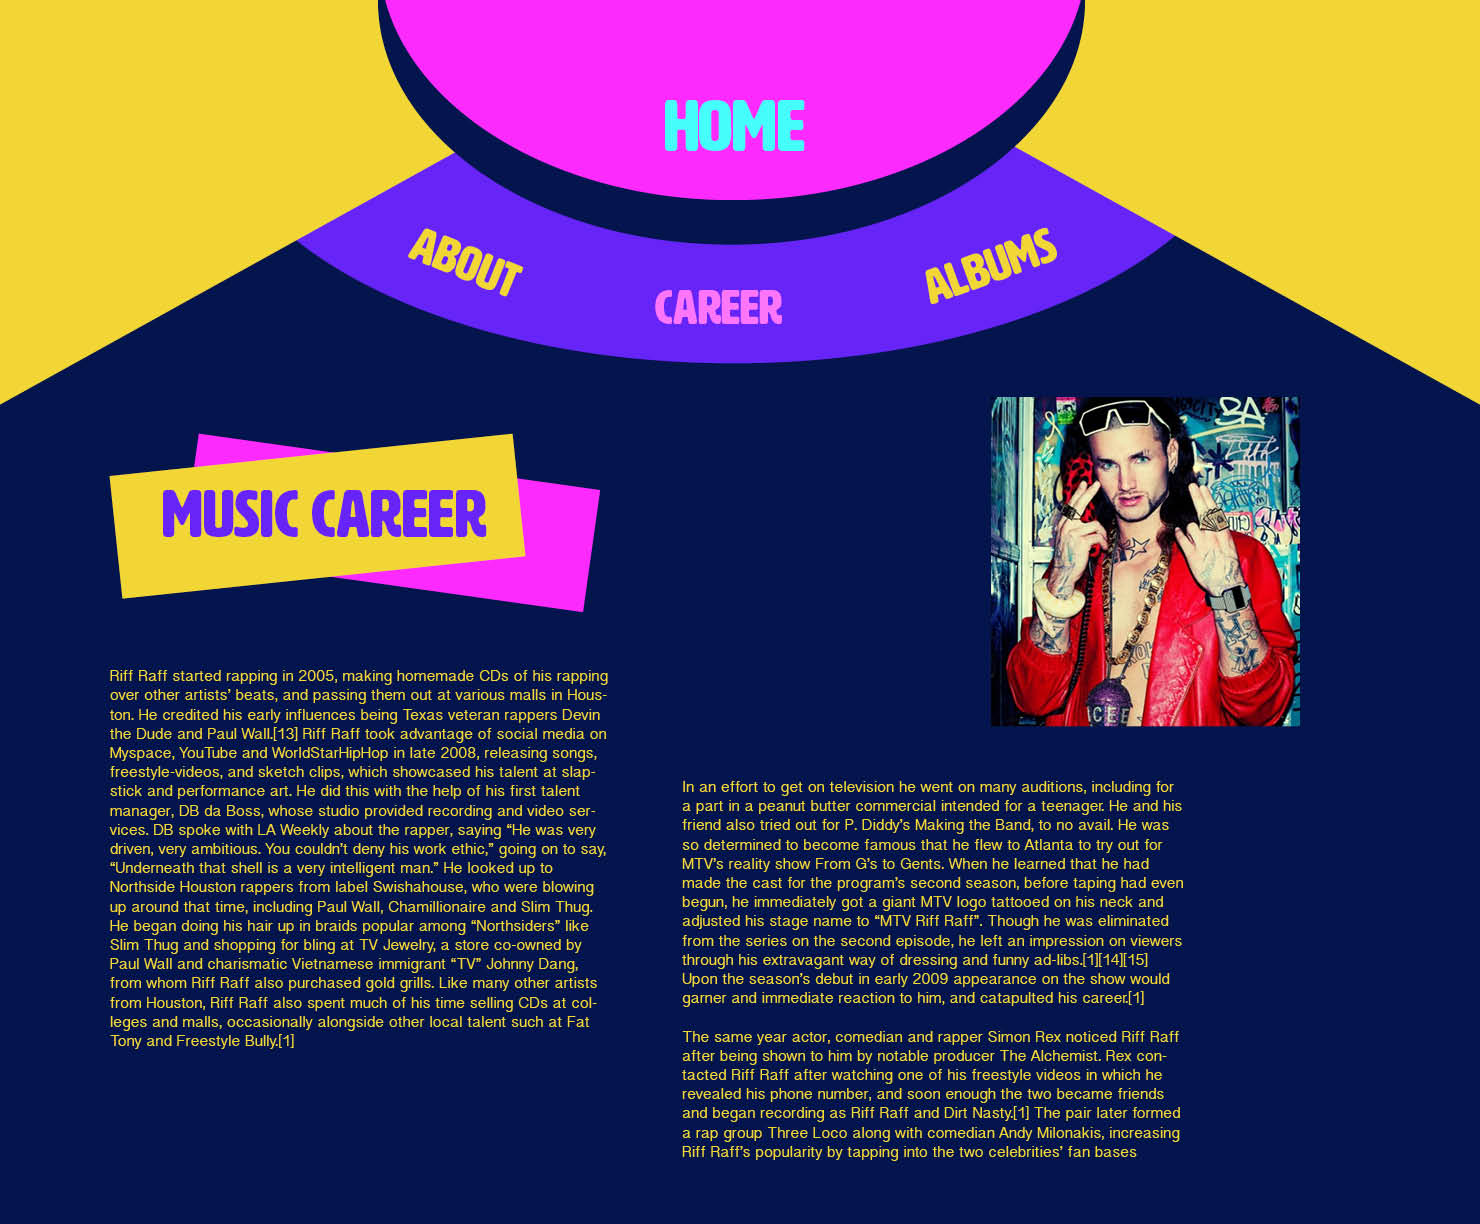 HOME
ABOUT
CAREER
ALBUMS
MUSIC CAREER
BA
ICEE
Riff Raff started rapping in 2005, making homemade CDs of his rapping
over other artists’ beats, and passing them out at various malls in Hous-
ton. He credited his early influences being Texas veteran rappers Devin
the Dude and Paul Wall.[13] Riff Raff took advantage of social media on
Myspace, YouTube and WorldStarHipHop in late 2008, releasing songs,
freestyle-videos, and sketch clips, which showcased his talent at slap-
stick and performance art. He did this with the help of his first talent
manager, DB da Boss, whose studio provided recording and video ser-
vices. DB spoke with LA Weekly about the rapper, saying “He was very
driven, very ambitious. You couldn’t deny his work ethic,” going on to say,
“Underneath that shell is a very intelligent man.” He looked up to
Northside Houston rappers from label Swishahouse, who were blowing
up around that time, including Paul Wall, Chamillionaire and Slim Thug.
He began doing his hair up in braids popular among “Northsiders” like
Slim Thug and shopping for bling at TV Jewelry, a store co-owned by
Paul Wall and charismatic Vietnamese immigrant “TV” Johnny Dang,
from whom Riff Raff also purchased gold grills. Like many other artists
from Houston, Riff Raff also spent much of his time selling CDs at col-
leges and malls, occasionally alongside other local talent such at Fat
Tony and Freestyle Bully.[1]
In an effort to get on television he went on many auditions, including for
a part in a peanut butter commercial intended for a teenager. He and his
friend also tried out for P. Diddy’s Making the Band, to no avail. He was
so determined to become famous that he flew to Atlanta to try out for
MTV’s reality show From G’s to Gents. When he learned that he had
made the cast for the program’s second season, before taping had even
begun, he immediately got a giant MTV logo tattooed on his neck and
adjusted his stage name to “MTV Riff Raff”. Though he was eliminated
from the series on the second episode, he left an impression on viewers
through his extravagant way of dressing and funny ad-libs.[1][14][15]
Upon the season’s debut in early 2009 appearance on the show would
garner and immediate reaction to him, and catapulted his career.[1]
The same year actor, comedian and rapper Simon Rex noticed Riff Raff
after being shown to him by notable producer The Alchemist. Rex con-
tacted Riff Raff after watching one of his freestyle videos in which he
revealed his phone number, and soon enough the two became friends
and began recording as Riff Raff and Dirt Nasty.[1] The pair later formed
a rap group Three Loco along with comedian Andy Milonakis, increasing
Riff Raff’s popularity by tapping into the two celebrities’ fan bases